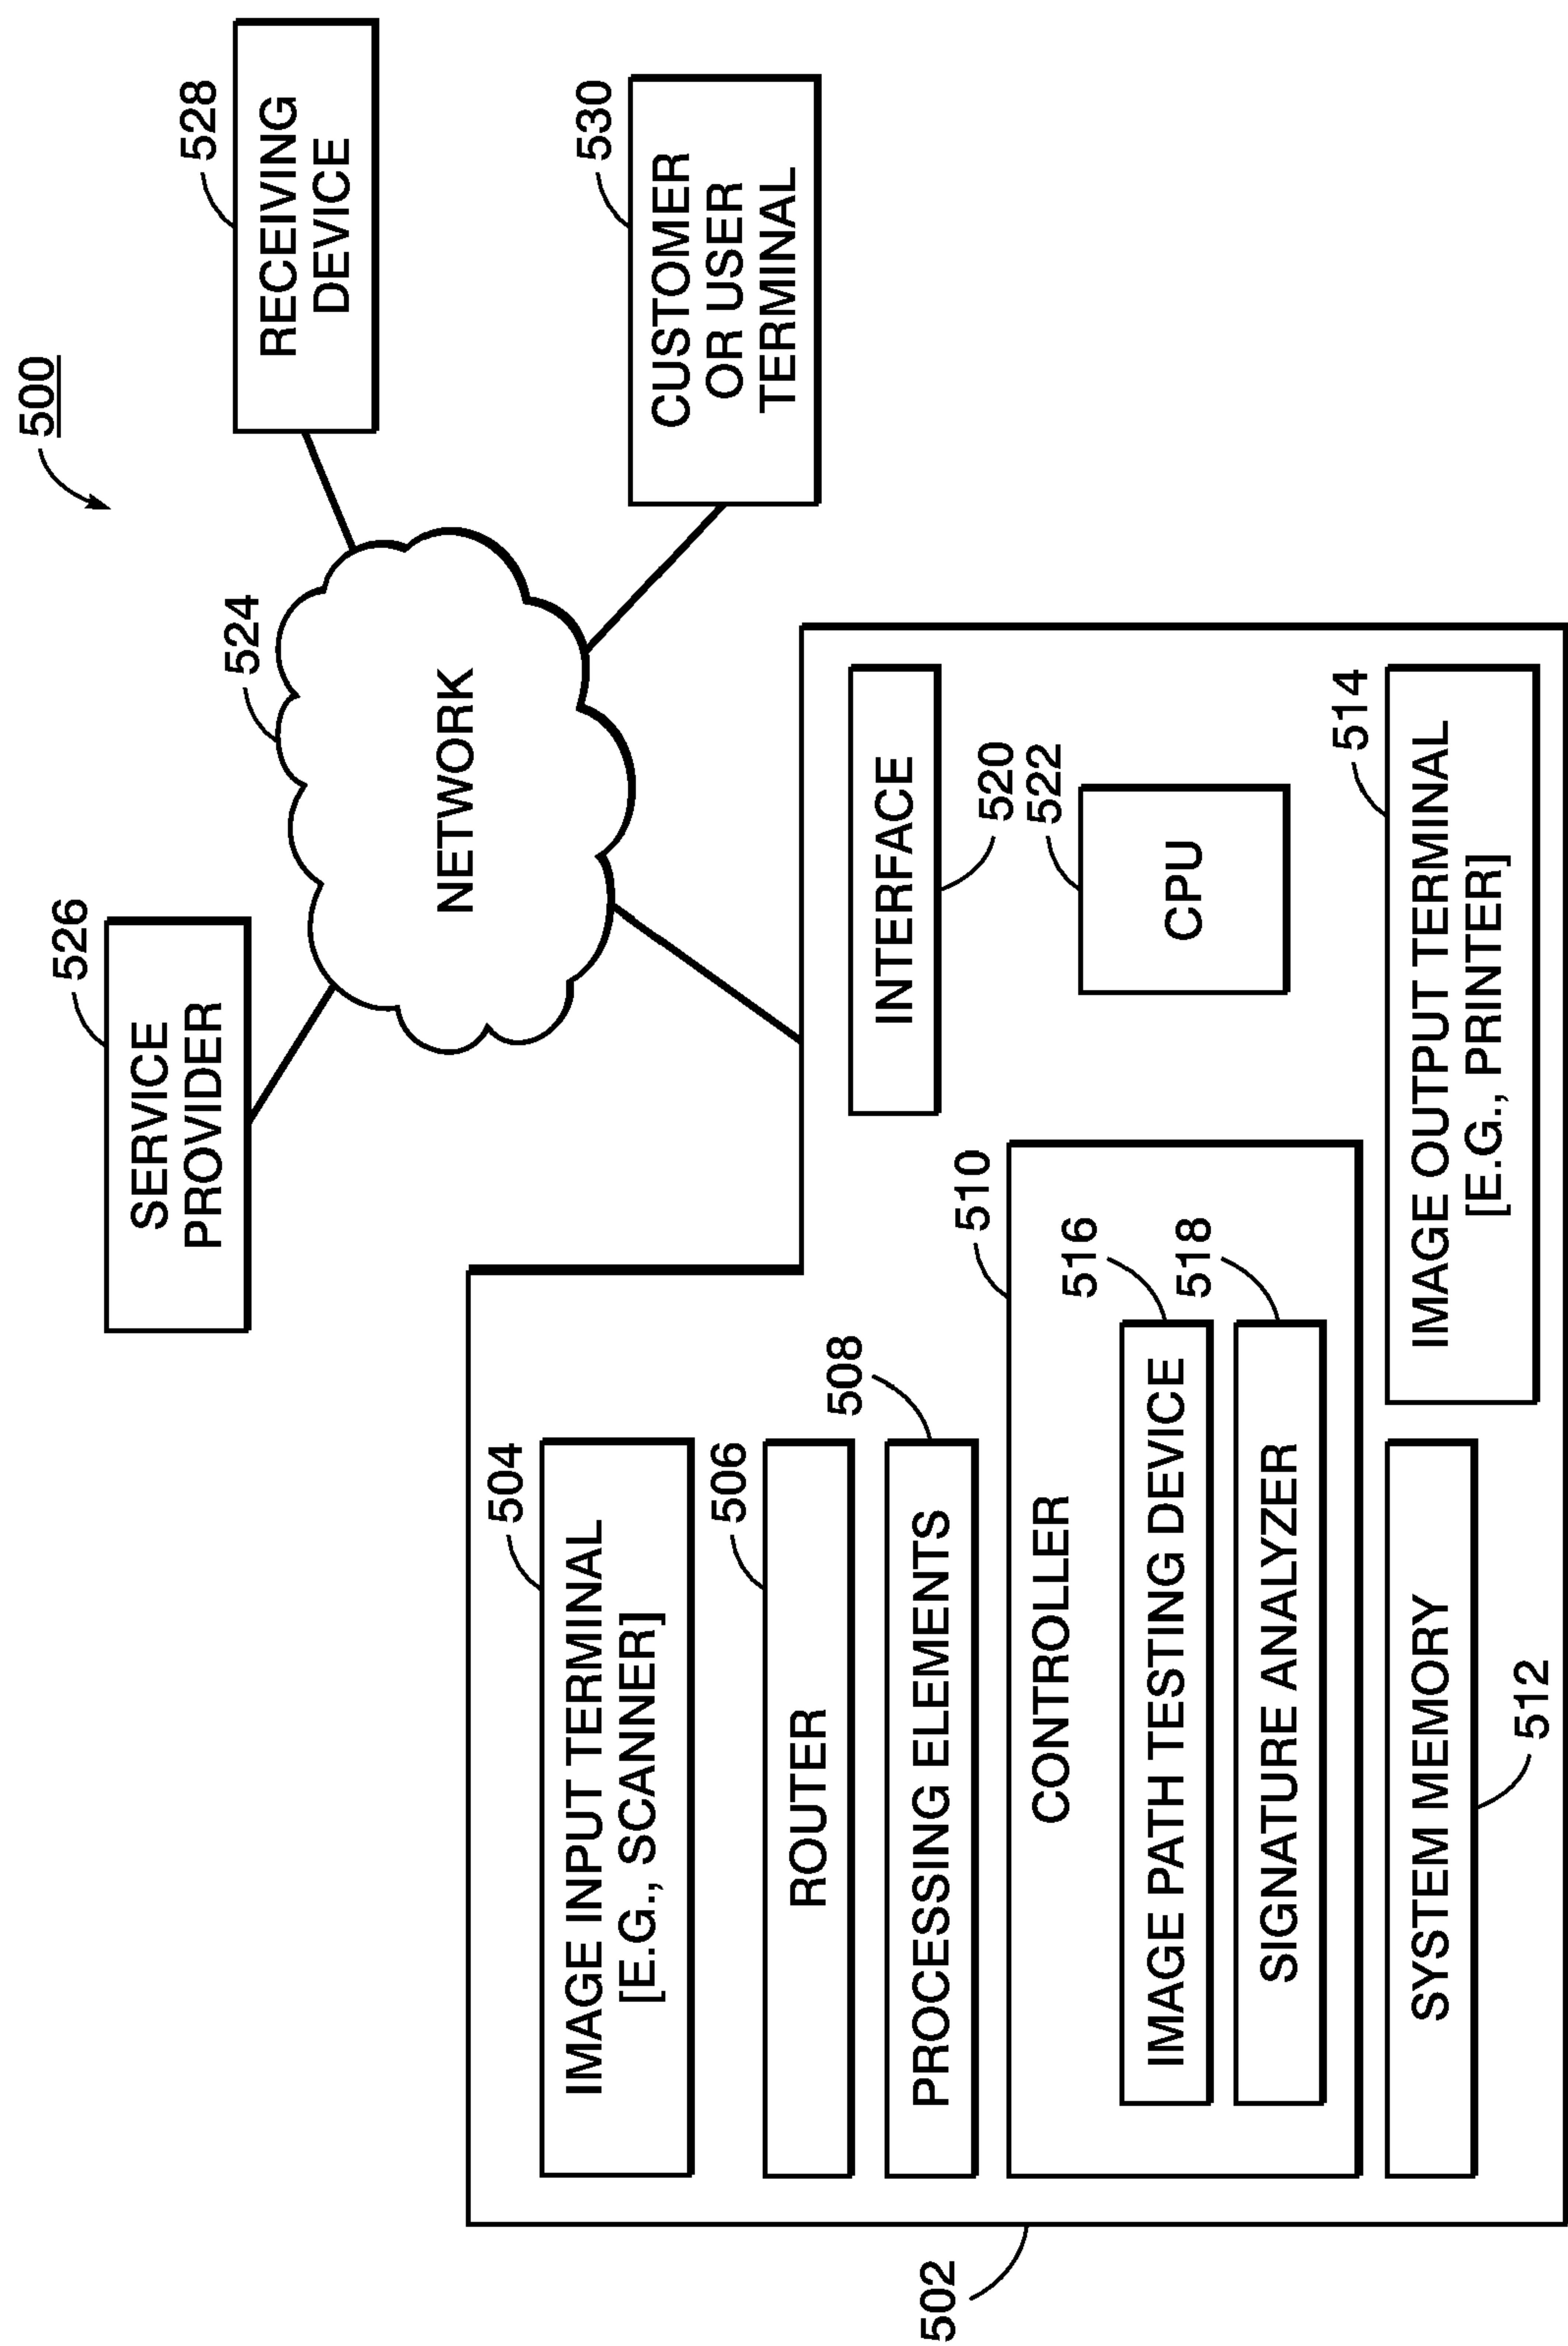 500
526
SERVICE
PROVIDER
524
NETWORK
528
RECEIVING
DEVICE
530
CUSTOMER
OR USER
TERMINAL
502
504
IMAGE INPUT TERMINAL
[E.G., SCANNER]
506
ROUTER
508
PROCESSING ELEMENTS
510
CONTROLLER
516
IMAGE PATH TESTING DEVICE
518
SIGNATURE ANALYZER
SYSTEM MEMORY
512
INTERFACE
520
522
CPU
514
IMAGE OUTPUT TERMINAL
[E.G., PRINTER]